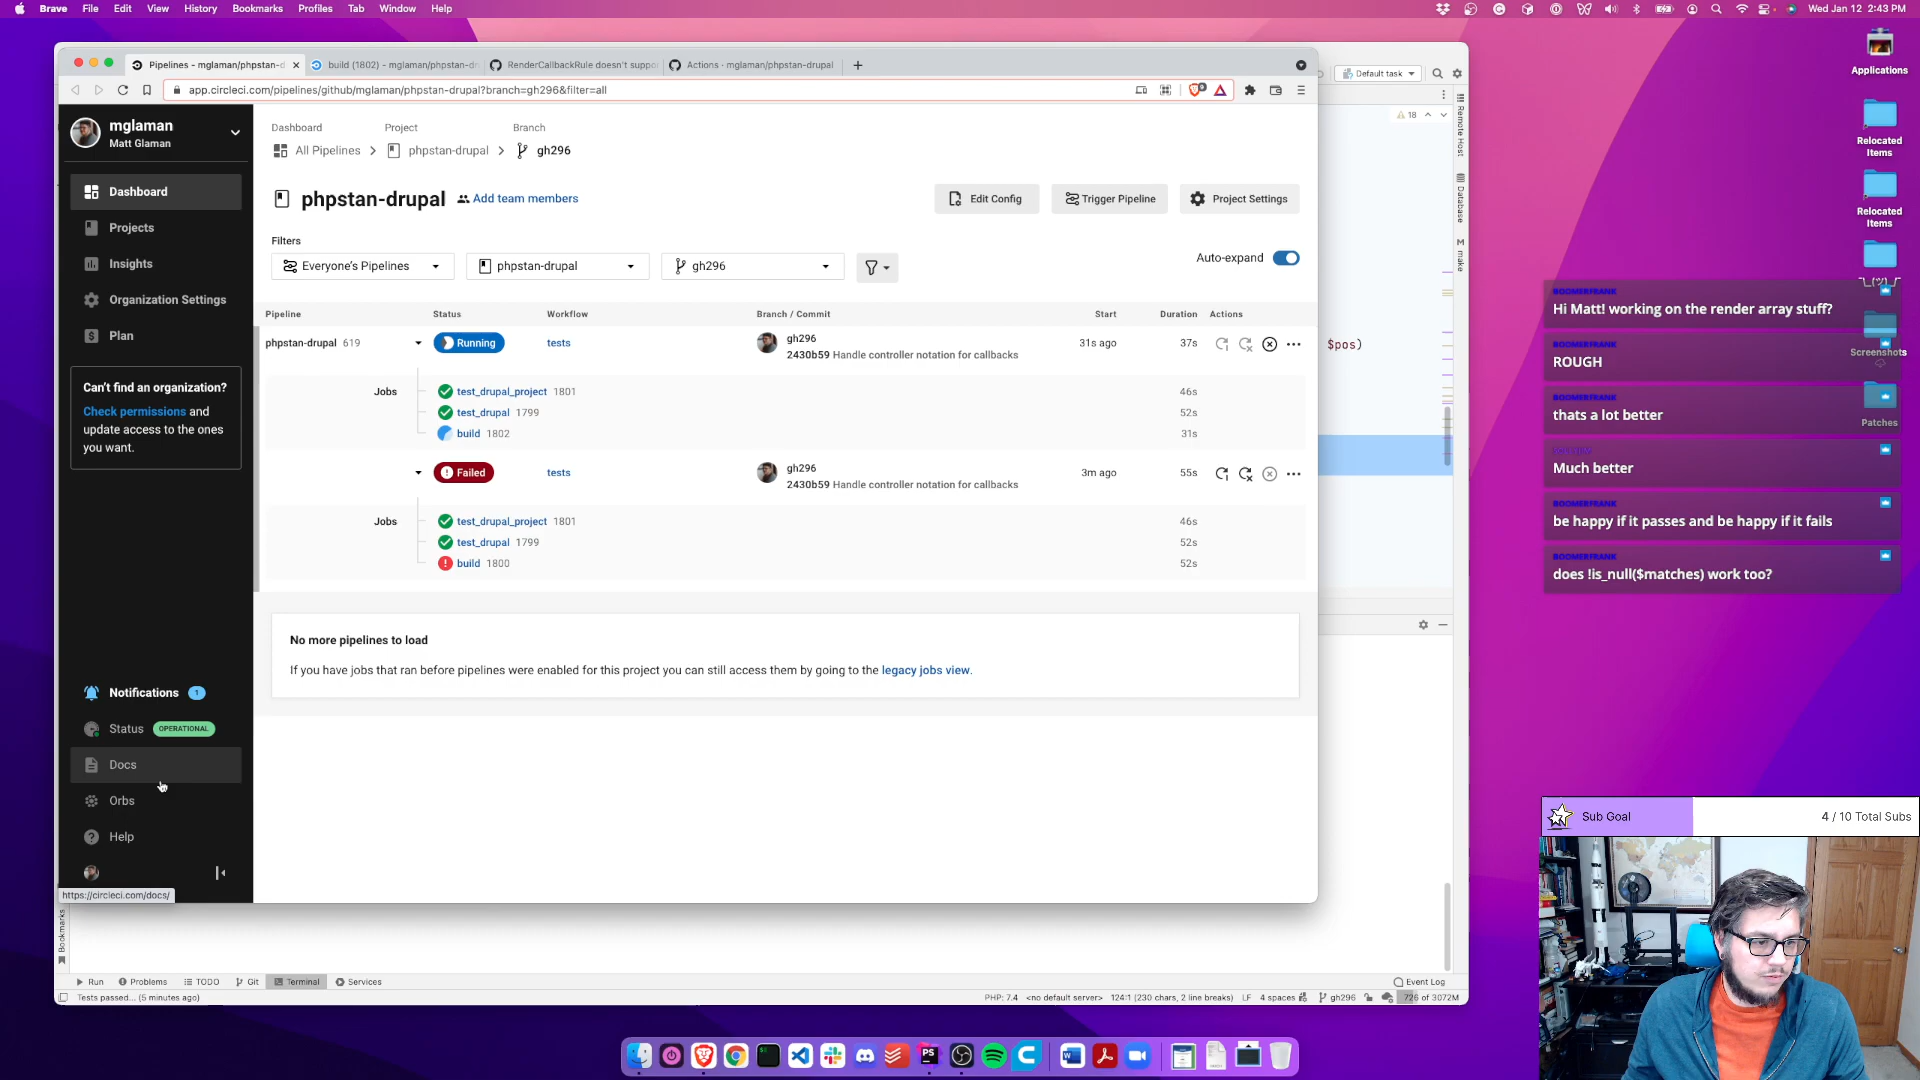 Brave File Edit View History Bookmarks Profiles Tab Window Help
Wed Jan 12 2:43 PM
Pipelines - mglaman/phpstan-d
build (1802) - mglaman/phpstan-dr
RenderCallbackRule doesn't suppo
Actions · mglaman/phpstan-drupal
app.circleci.com/pipelines/github/mglaman/phpstan-drupal?branch=gh296&filter=all
Default task
18
mglaman
Matt Glaman
Dashboard
Projects
Insights
Organization Settings
Plan
Can't find an organization?
Check permissions and
update access to the ones
you want.
Notifications 1
Status OPERATIONAL
Docs
Orbs
Help
https://circleci.com/docs/
Dashboard Project Branch
All Pipelines phpstan-drupal gh296
phpstan-drupal Add team members
Edit Config Trigger Pipeline Project Settings
Filters
Everyone's Pipelines phpstan-drupal gh296
Auto-expand
Pipeline Status Workflow Branch / Commit Start Duration Actions
phpstan-drupal 619 Running tests gh296 31s ago 37s
2430b59 Handle controller notation for callbacks
Jobs test_drupal_project 1801 46s
test_drupal 1799 52s
build 1802 31s
Failed tests gh296 3m ago 55s
2430b59 Handle controller notation for callbacks
Jobs test_drupal_project 1801 46s
test_drupal 1799 52s
build 1800 52s
No more pipelines to load
If you have jobs that ran before pipelines were enabled for this project you can still access them by going to the legacy jobs view.
Remote Host
Database
make
$pos)
Bookmarks
Run Problems TODO Git Terminal Services
Event Log
Tests passed... (5 minutes ago)
PHP: 7.4 <no default server> 124:1 (230 chars, 2 line breaks) LF 4 spaces gh296 726 of 3072M
Applications
Relocated
Items
Relocated
Items
¯\_(ツ)_/¯
Screenshots
Patches
BOOMERFRANK
Hi Matt! working on the render array stuff?
BOOMERFRANK
ROUGH
BOOMERFRANK
thats a lot better
Much better
BOOMERFRANK
be happy if it passes and be happy if it fails
BOOMERFRANK
does !is_null($matches) work too?
Sub Goal 4 / 10 Total Subs